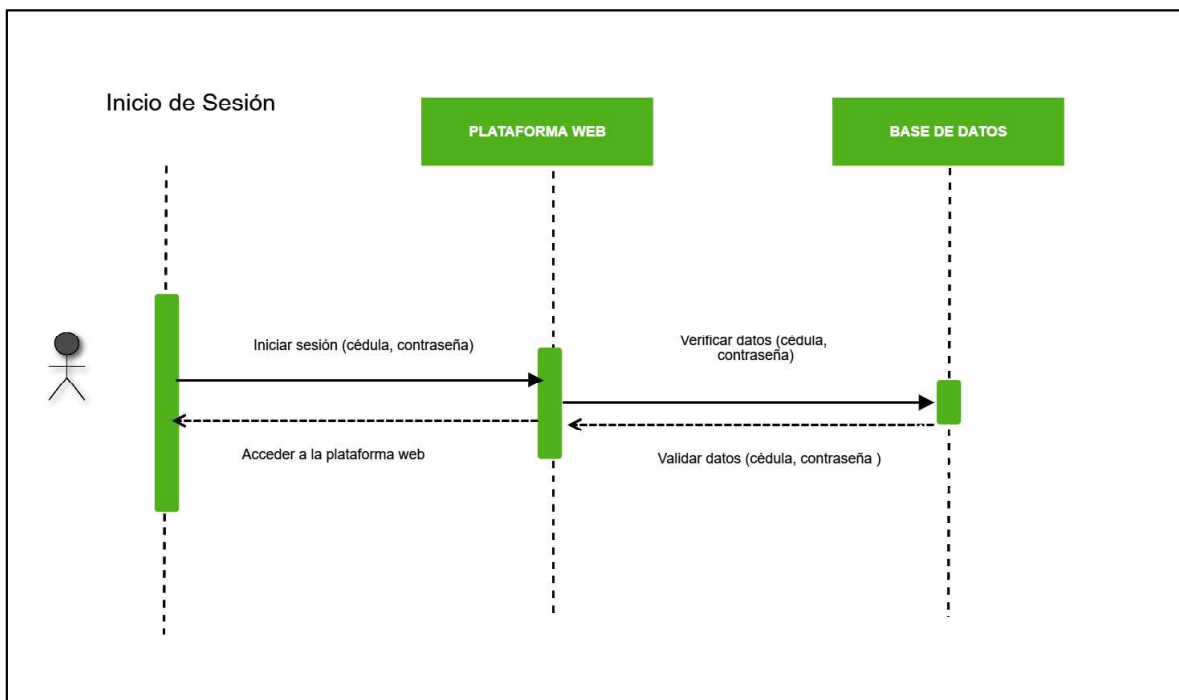 Inicio de Sesión
PLATAFORMA WEB
BASE DE DATOS
Iniciar sesión (cédula, contraseña)
Verificar datos (cédula,
contraseña)
Acceder a la plataforma web
Validar datos (cédula, contraseña )